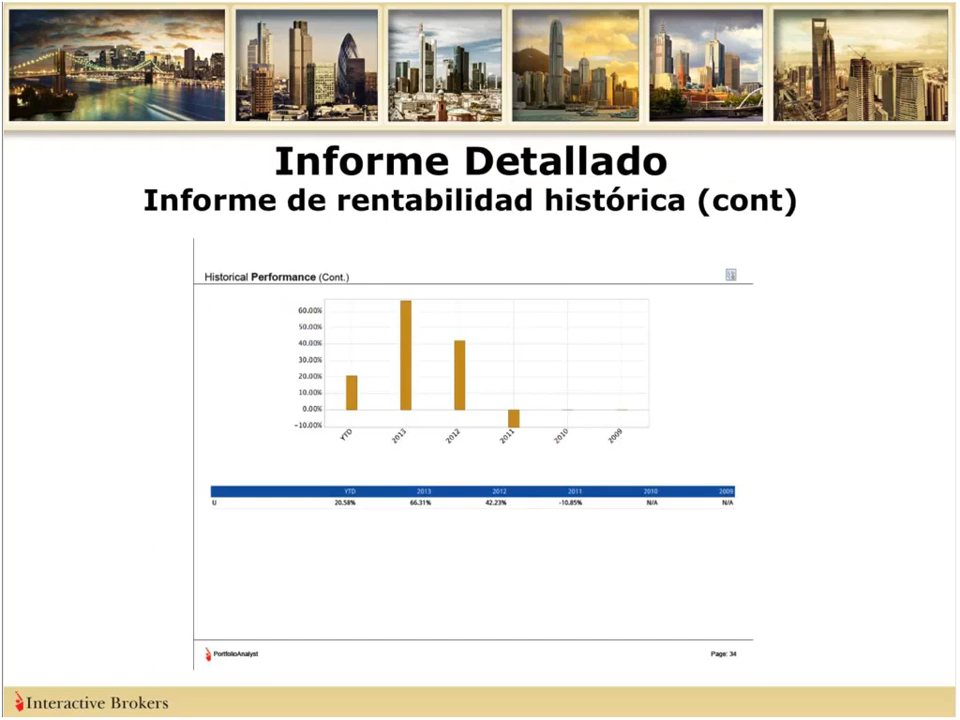 Informe Detallado
Informe de rentabilidad histórica (cont)
Historical Performance (Cont.)
60.00%
50.00%
40.00%
30.00%
20.00%
10.00%
0.00%
-10.00%
YTD 2013 2012 2011 2010 2009
YTD 2013 2012 2011 2010 2009
U 20.58% 66.31% 42.23% -10.85% N/A N/A
PortfolioAnalyst Page: 34
Interactive Brokers